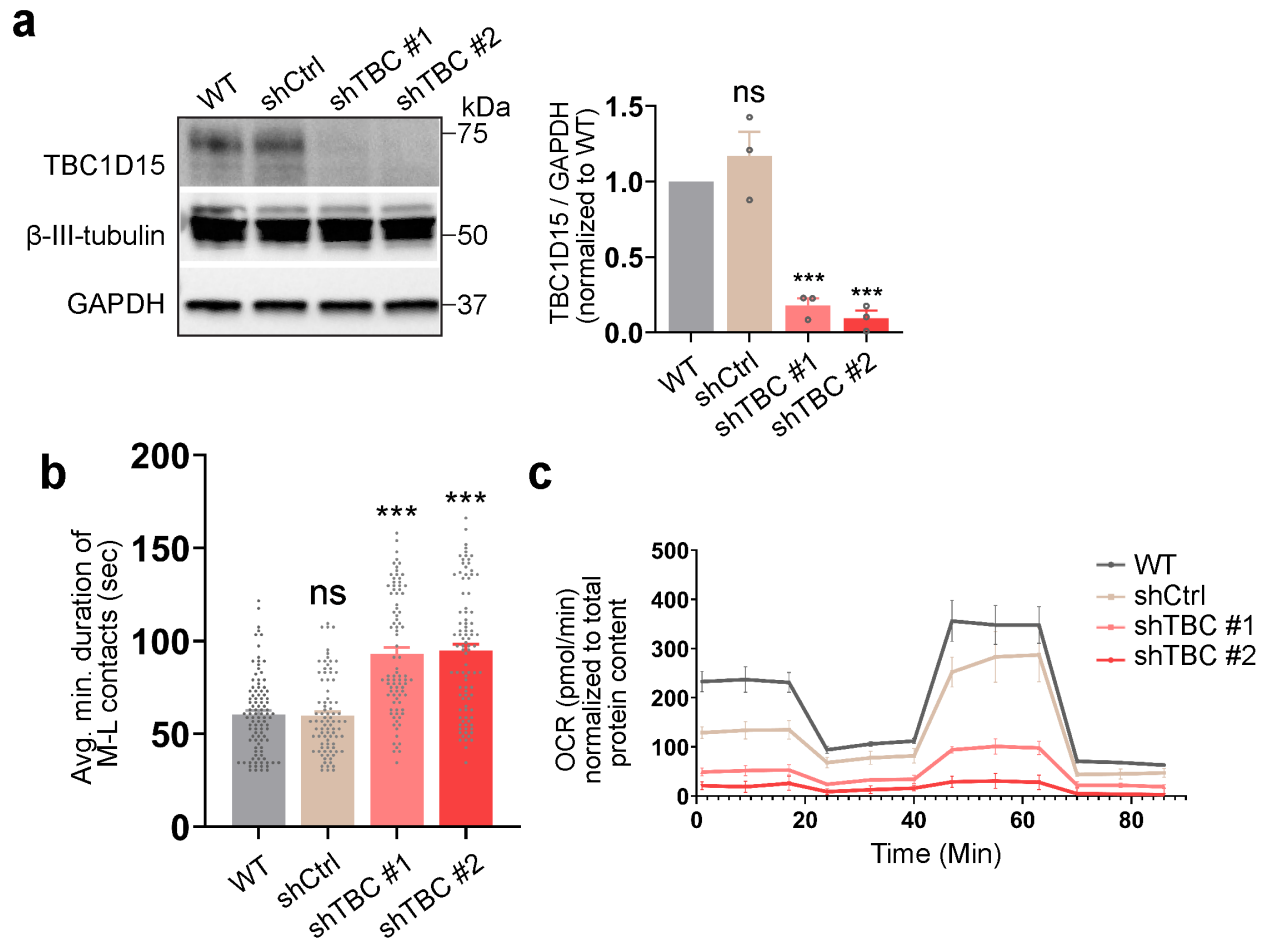 a
WT
shCtrl
shTBC #1
shTBC #2
kDa
TBC1D15
75
β-III-tubulin
50
GAPDH
37
TBC1D15 / GAPDH
(normalized to WT)
1.5
1.0
0.5
0.0
ns
***
***
WT
shCtrl
shTBC #1
shTBC #2
b
Avg. min. duration of
M-L contacts (sec)
200
150
100
50
0
ns
***
***
WT
shCtrl
shTBC #1
shTBC #2
c
OCR (pmol/min)
normalized to total
protein content
500
400
300
200
100
0
0
20
40
60
80
Time (Min)
WT
shCtrl
shTBC #1
shTBC #2